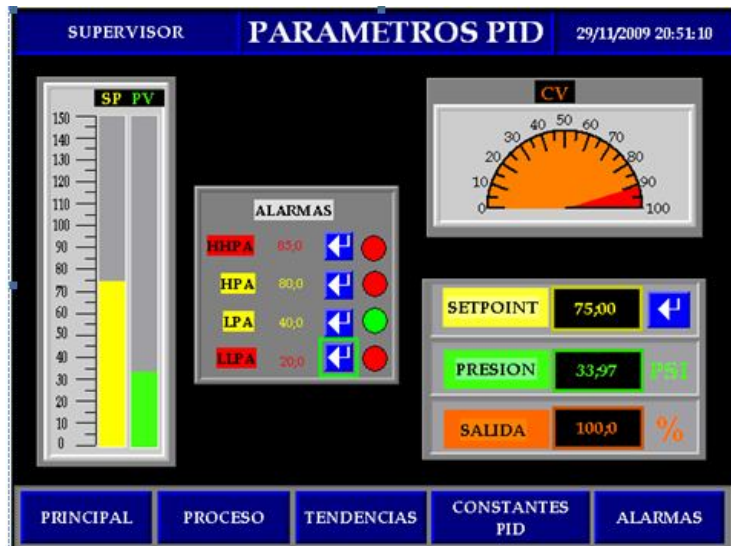 SUPERVISOR
PARAMETROS PID
29/11/2009 20:51:10
SP PV
150
140
130
120
110
100
90
80
70
60
50
40
30
20
10
0
ALARMAS
HHPA 85,0
HPA 80,0
LPA 40,0
LLPA 20,0
CV
0
10
20
30
40
50
60
70
80
90
100
SETPOINT 75,00
PRESION 33,97 PSI
SALIDA 100,0 %
PRINCIPAL
PROCESO
TENDENCIAS
CONSTANTES
PID
ALARMAS